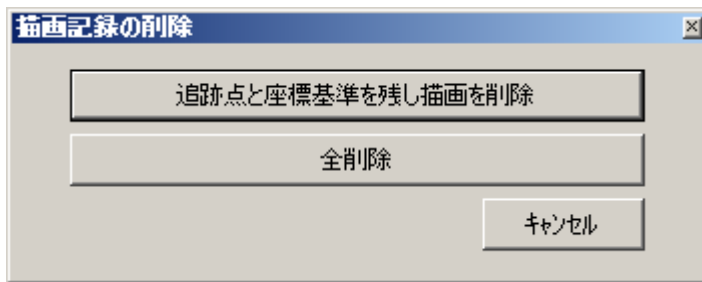 描画記録の削除
追跡点と座標基準を残し描画を削除
全削除
キャンセル